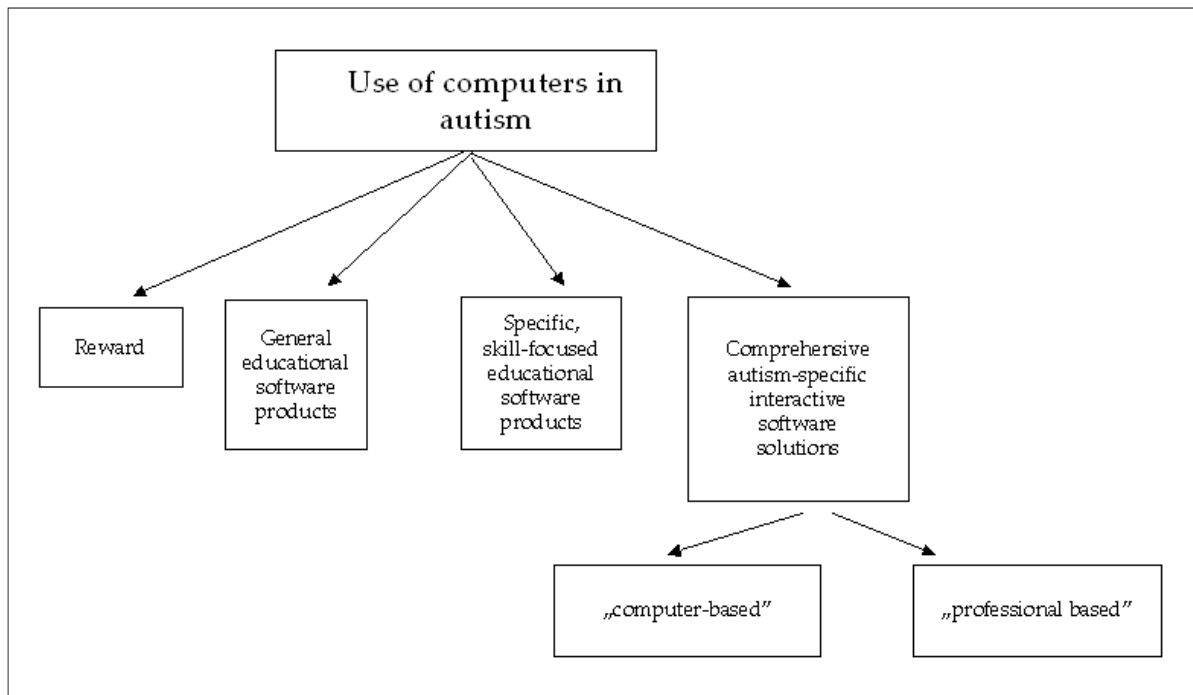 Use of computers in
autism
Reward
General
educational
software
products
Specific,
skill-focused
educational
software
products
Comprehensive
autism-specific
interactive
software
solutions
„computer-based”
„professional based”